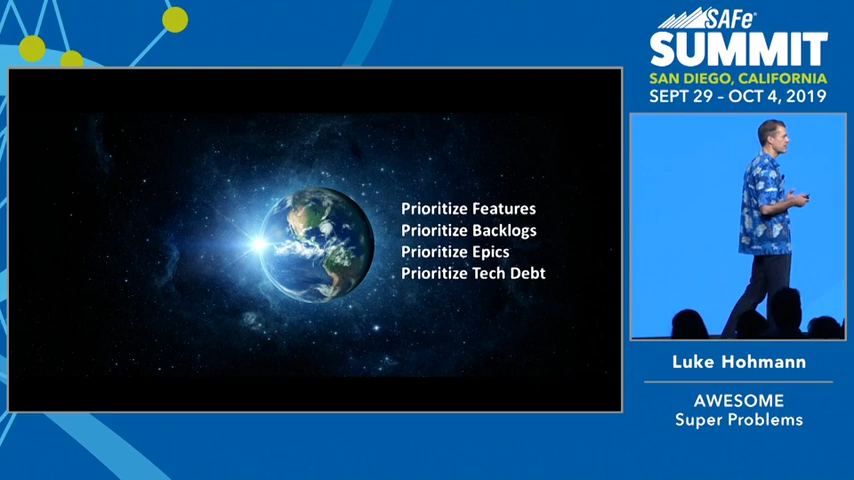 Prioritize Features
Prioritize Backlogs
Prioritize Epics
Prioritize Tech Debt
SAFe®
SUMMIT
SAN DIEGO, CALIFORNIA
SEPT 29 – OCT 4, 2019
Luke Hohmann
AWESOME
Super Problems